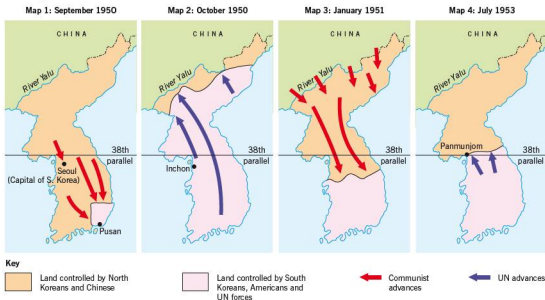 Map 1: September 1950
CHINA
River Yalu
38th
parallel
Seoul
(Capital of S. Korea)
Pusan
Map 2: October 1950
CHINA
River Yalu
38th
parallel
Inchon
Map 3: January 1951
CHINA
River Yalu
38th
parallel
Map 4: July 1953
CHINA
River Yalu
Panmunjom
38th
parallel
Key
Land controlled by North
Koreans and Chinese
Land controlled by South
Koreans, Americans and
UN forces
Communist
advances
UN advances